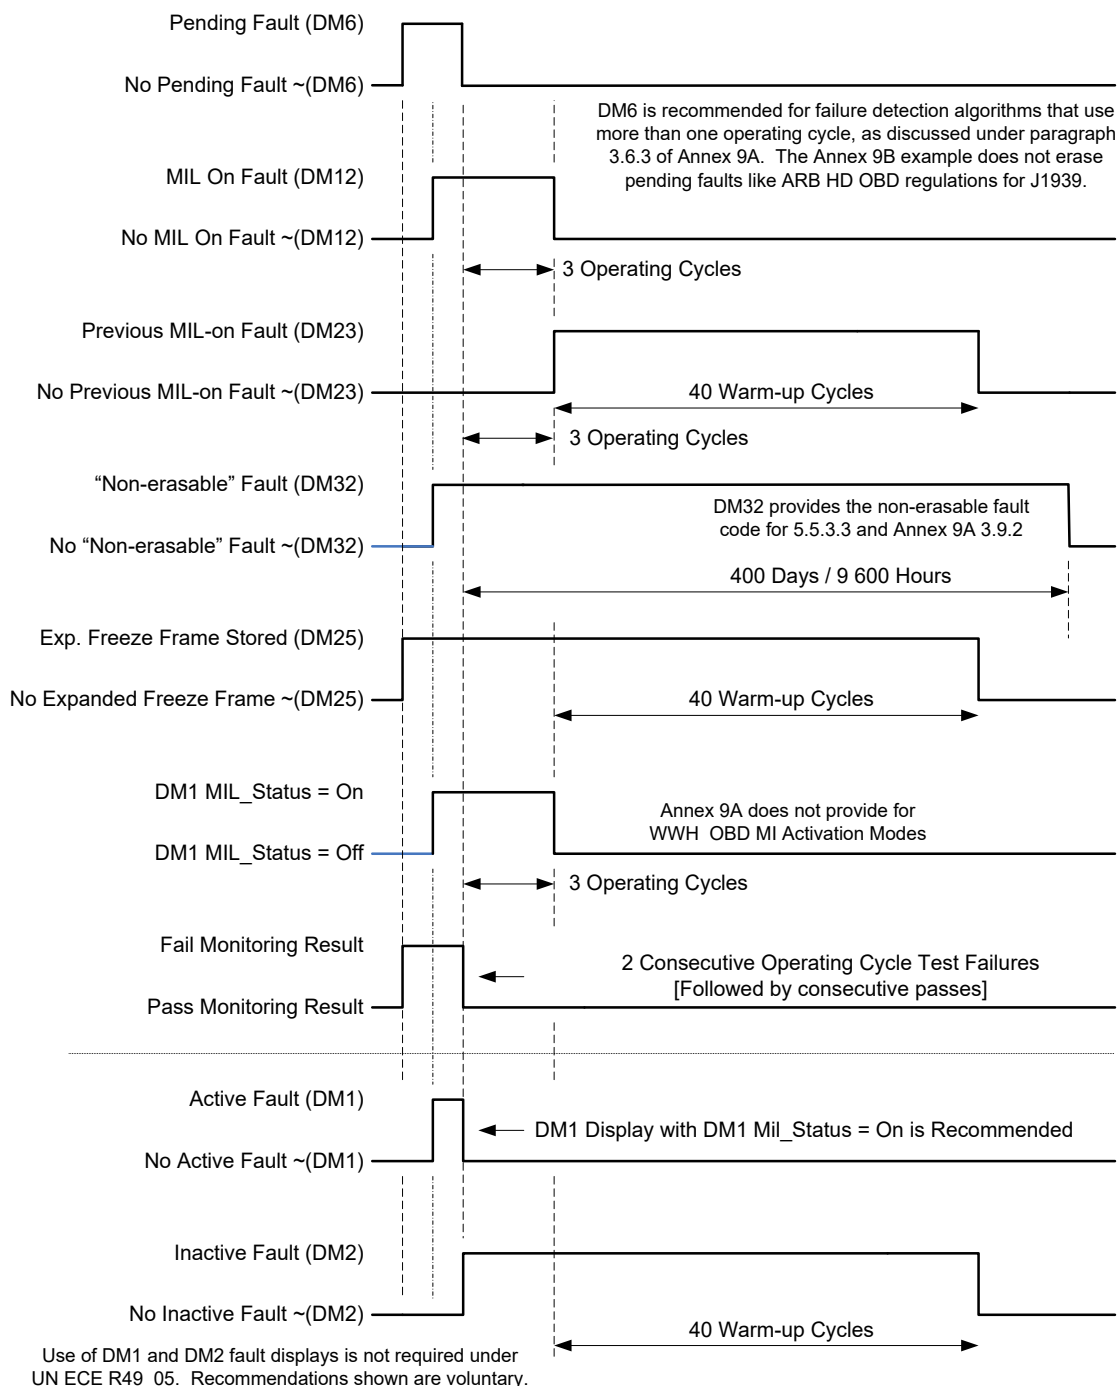 Pending Fault (DM6)
No Pending Fault ~(DM6)
DM6 is recommended for failure detection algorithms that use
more than one operating cycle, as discussed under paragraph
3.6.3 of Annex 9A. The Annex 9B example does not erase
pending faults like ARB HD OBD regulations for J1939.
MIL On Fault (DM12)
No MIL On Fault ~(DM12)
3 Operating Cycles
Previous MIL-on Fault (DM23)
No Previous MIL-on Fault ~(DM23)
40 Warm-up Cycles
3 Operating Cycles
“Non-erasable” Fault (DM32)
DM32 provides the non-erasable fault
code for 5.5.3.3 and Annex 9A 3.9.2
No “Non-erasable” Fault ~(DM32)
400 Days / 9 600 Hours
Exp. Freeze Frame Stored (DM25)
No Expanded Freeze Frame ~(DM25)
40 Warm-up Cycles
DM1 MIL_Status = On
Annex 9A does not provide for
WWH OBD MI Activation Modes
DM1 MIL_Status = Off
3 Operating Cycles
Fail Monitoring Result
2 Consecutive Operating Cycle Test Failures
[Followed by consecutive passes]
Pass Monitoring Result
Active Fault (DM1)
DM1 Display with DM1 Mil_Status = On is Recommended
No Active Fault ~(DM1)
Inactive Fault (DM2)
No Inactive Fault ~(DM2)
40 Warm-up Cycles
Use of DM1 and DM2 fault displays is not required under
UN ECE R49 05. Recommendations shown are voluntary.